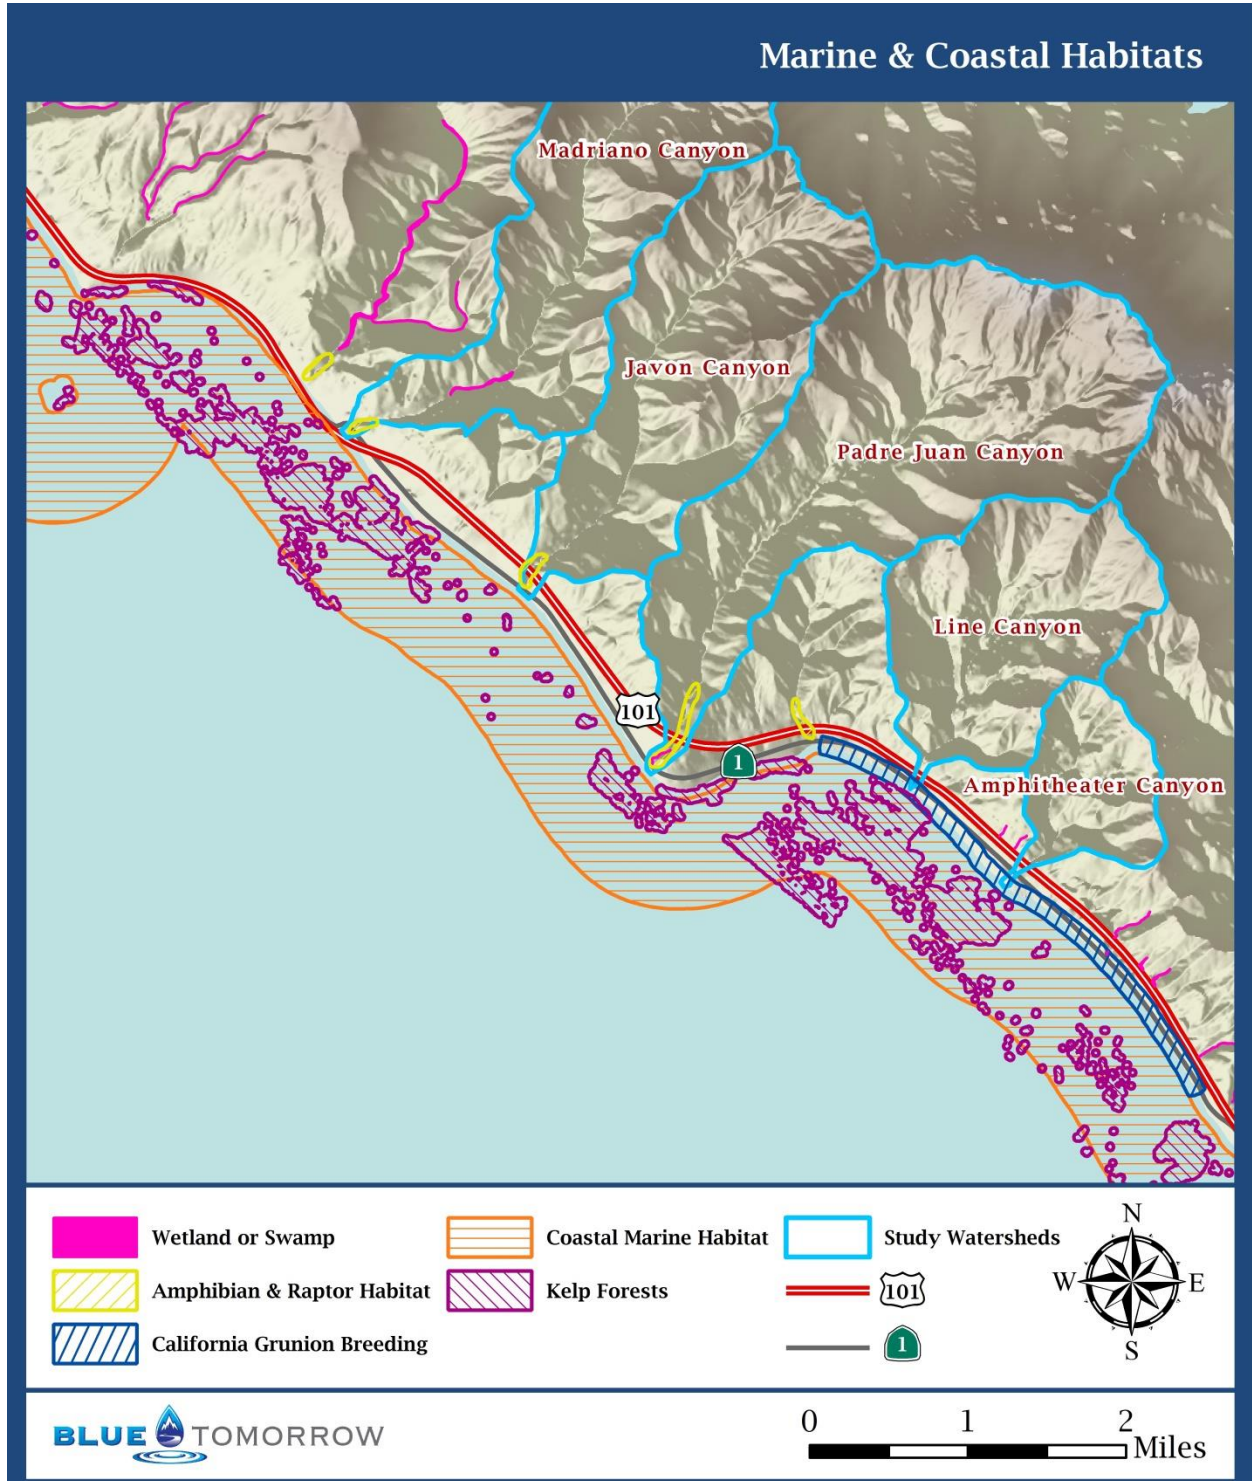 Marine & Coastal Habitats
Madriano Canyon
Javon Canyon
Padre Juan Canyon
Line Canyon
101
1
Amphitheater Canyon
Wetland or Swamp
Coastal Marine Habitat
Study Watersheds
Amphibian & Raptor Habitat
Kelp Forests
101
California Grunion Breeding
1
N
W
E
S
BLUE TOMORROW
0 1 2
Miles